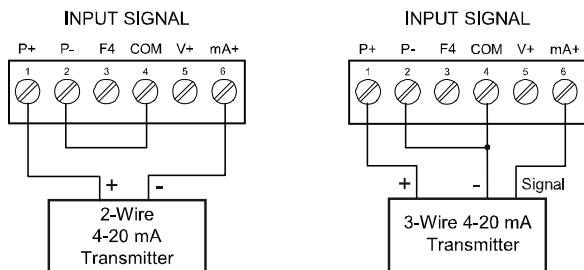 INPUT SIGNAL
P+ P- F4 COM V+ mA+
1 2 3 4 5 6
+ -
2-Wire
4-20 mA
Transmitter
INPUT SIGNAL
P+ P- F4 COM V+ mA+
1 2 3 4 5 6
+ - Signal
3-Wire 4-20 mA
Transmitter